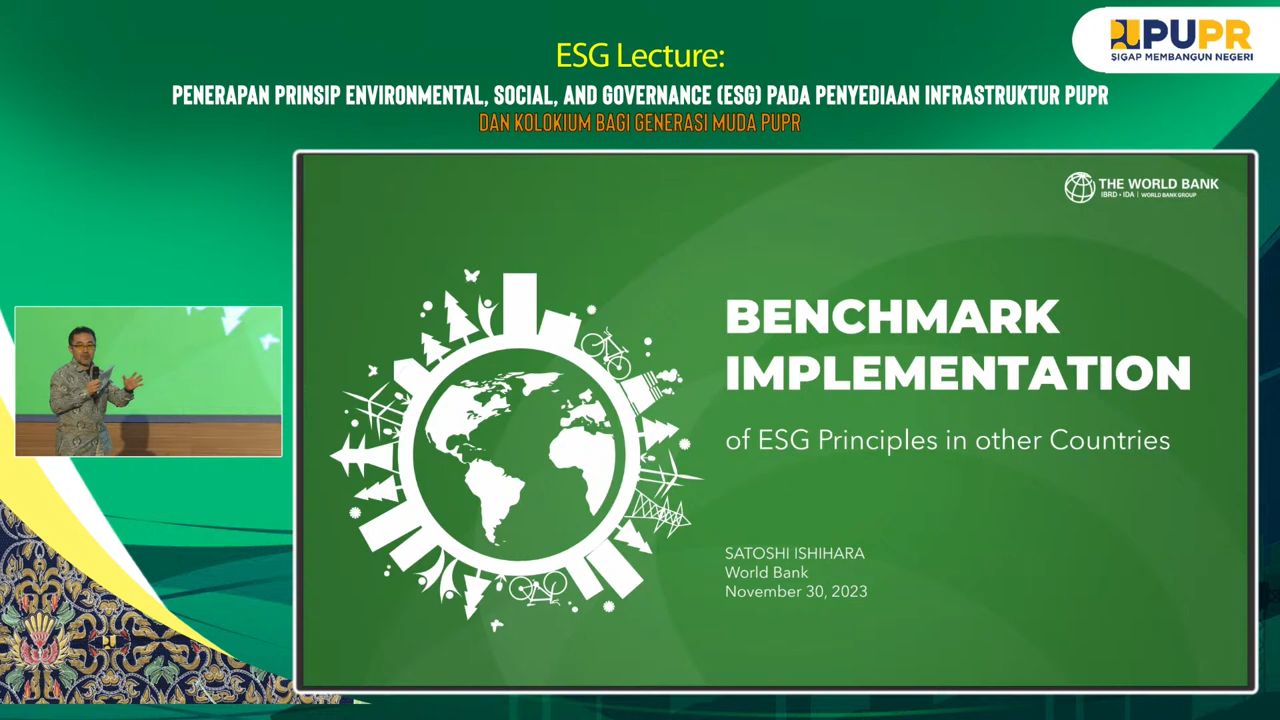 ESG Lecture:
PENERAPAN PRINSIP ENVIRONMENTAL, SOCIAL, AND GOVERNANCE (ESG) PADA PENYEDIAAN INFRASTRUKTUR PUPR
DAN KOLOKIUM BAGI GENERASI MUDA PUPR
PUPR
SIGAP MEMBANGUN NEGERI
THE WORLD BANK
IBRD • IDA | WORLD BANK GROUP
BENCHMARK
IMPLEMENTATION
of ESG Principles in other Countries
SATOSHI ISHIHARA
World Bank
November 30, 2023